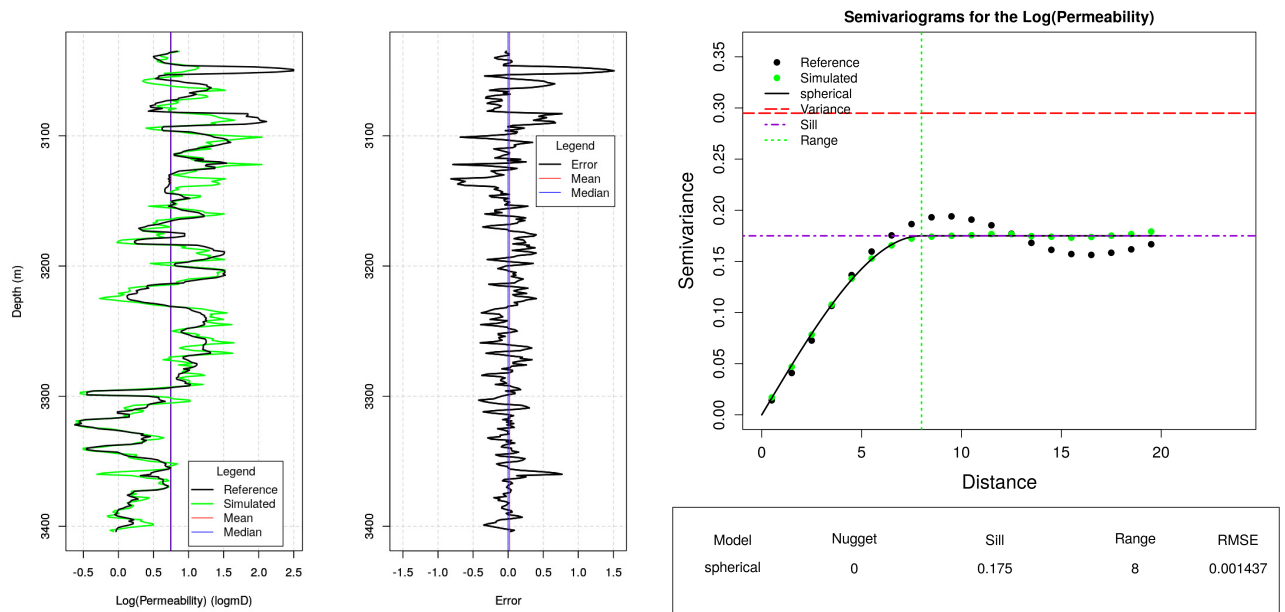 Depth (m)
3100
3200
3300
3400
-0.5 0.0 0.5 1.0 1.5 2.0 2.5
Log(Permeability) (logmD)
Legend
Reference
Simulated
Mean
Median
3100
3200
3300
3400
-1.5 -1.0 -0.5 0.0 0.5 1.0 1.5
Error
Legend
Error
Mean
Median
Semivariograms for the Log(Permeability)
Semivariance
0.35
0.30
0.25
0.20
0.15
0.10
0.05
0.00
Reference
Simulated
spherical
Variance
Sill
Range
0 5 10 15 20
Distance
Model Nugget Sill Range RMSE
spherical 0 0.175 8 0.001437